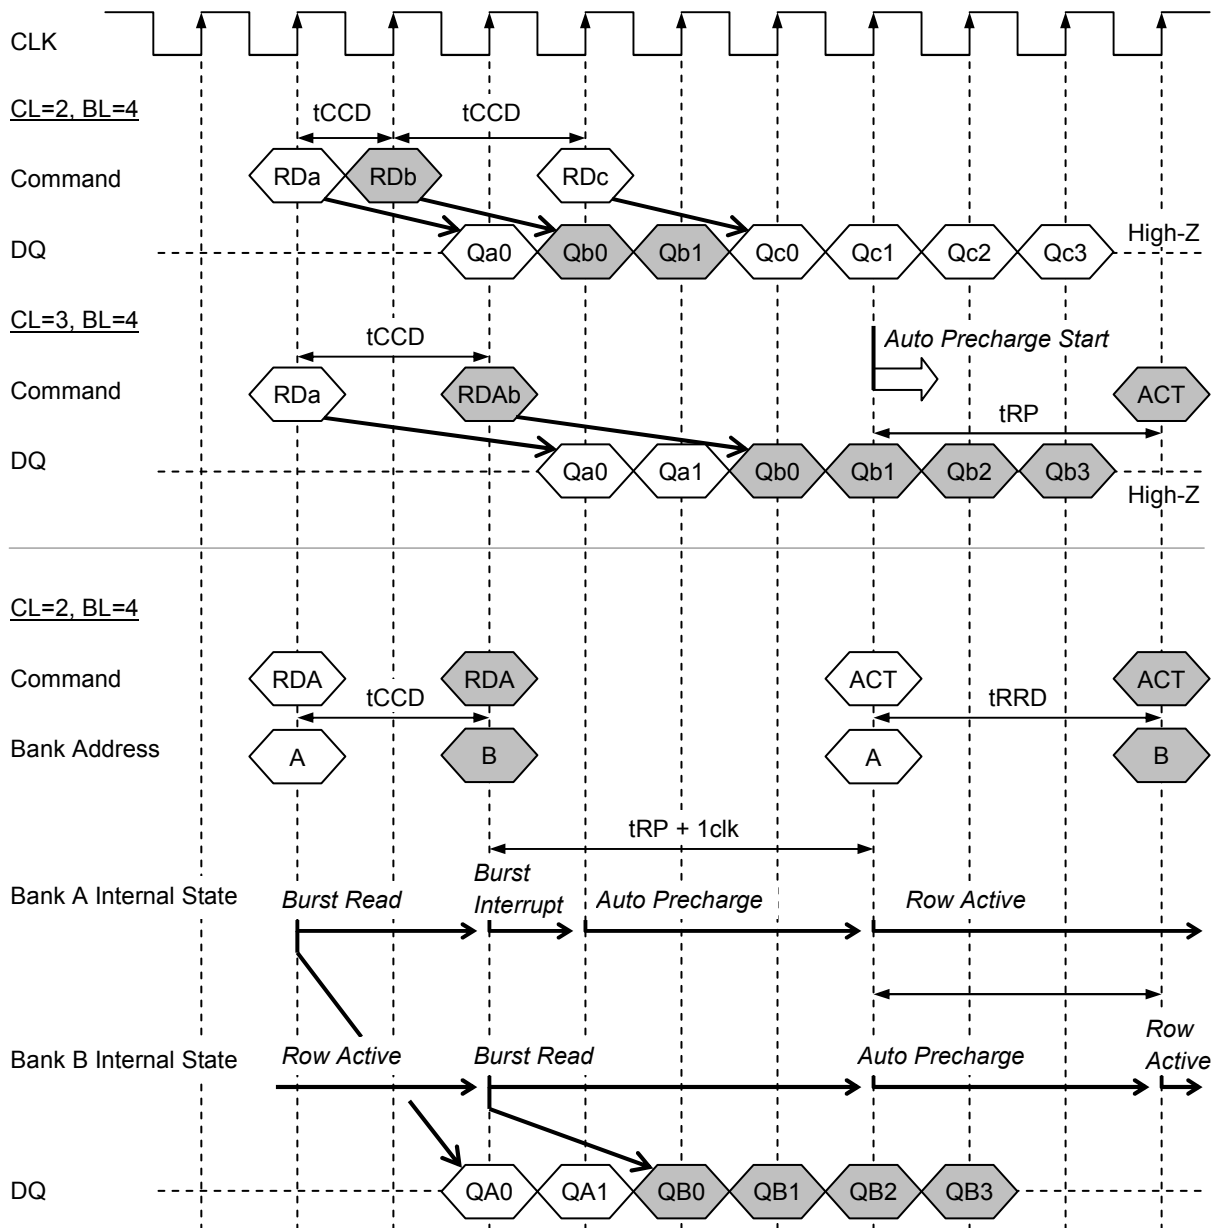 CLK
CL=2, BL=4
tCCD tCCD
Command RDa RDb RDc
High-Z
DQ Qa0 Qb0 Qb1 Qc0 Qc1 Qc2 Qc3
CL=3, BL=4
tCCD Auto Precharge Start
Command RDa RDAb ACT
tRP
DQ Qa0 Qa1 Qb0 Qb1 Qb2 Qb3
High-Z
CL=2, BL=4
Command RDA RDA ACT ACT
tCCD tRRD
Bank Address A B A B
tRP + 1clk
Burst
Bank A Internal State Burst Read Interrupt Auto Precharge Row Active
Row
Bank B Internal State Row Active Burst Read Auto Precharge Active
DQ QA0 QA1 QB0 QB1 QB2 QB3